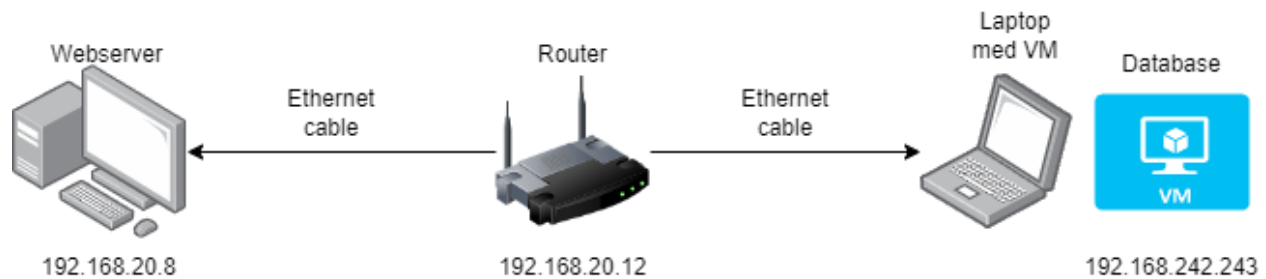 Webserver
Ethernet
cable
192.168.20.8
Router
192.168.20.12
Ethernet
cable
Laptop
med VM
Database
VM
192.168.242.243